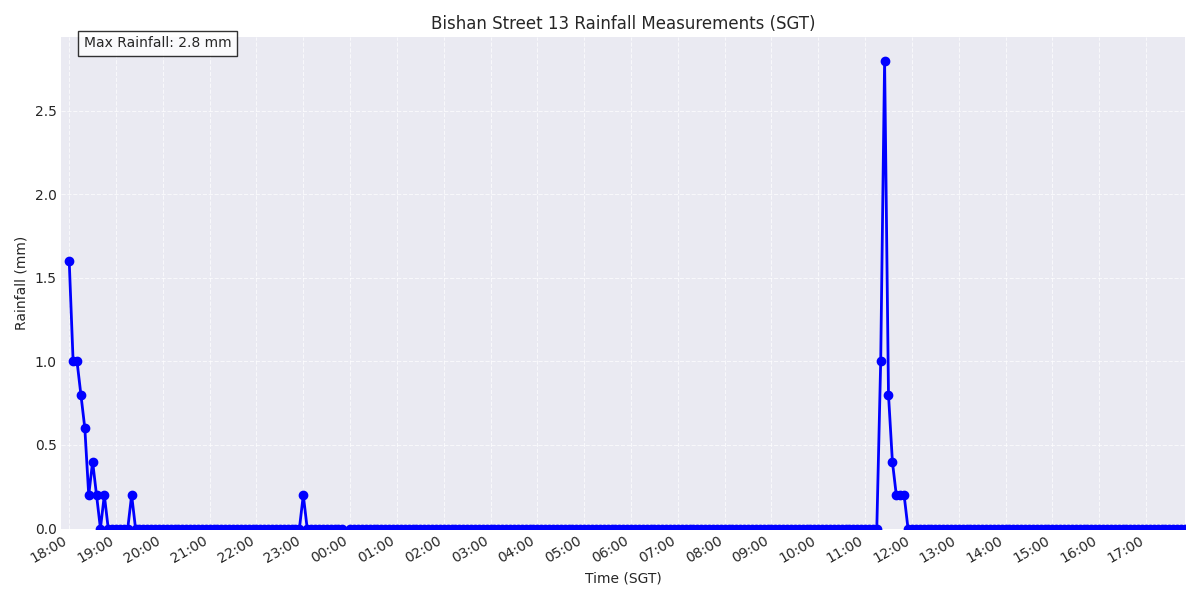 Bishan Street 13 Rainfall Measurements (SGT)
Max Rainfall: 2.8 mm
2.5
2.0
1.5
1.0
0.5
0.0
Rainfall (mm)
18:00 19:00 20:00 21:00 22:00 23:00 00:00 01:00 02:00 03:00 04:00 05:00 06:00 07:00 08:00 09:00 10:00 11:00 12:00 13:00 14:00 15:00 16:00 17:00
Time (SGT)